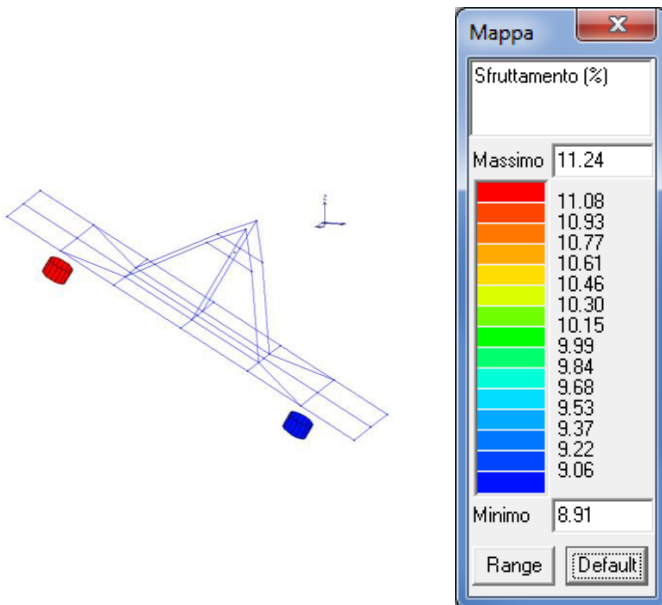 Mappa
Sfruttamento (%)
Massimo 11.24
11.08
10.93
10.77
10.61
10.46
10.30
10.15
9.99
9.84
9.68
9.53
9.37
9.22
9.06
Minimo 8.91
Range Default